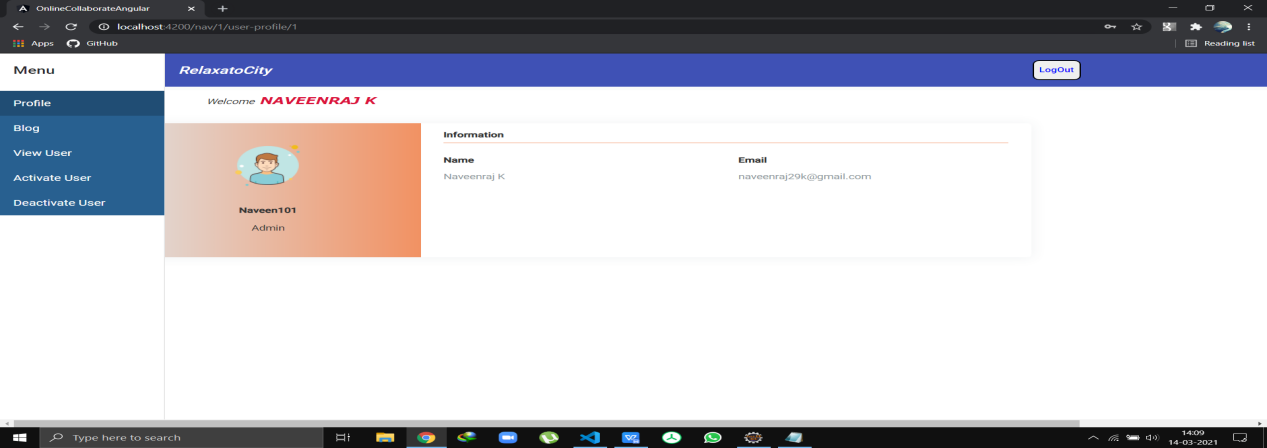 OnlineCollaborateAngular
localhost:4200/nav/1/user-profile/1
Apps GitHub Reading list
Menu
RelaxatoCity
LogOut
Profile
Blog
View User
Activate User
Deactivate User
Welcome NAVEENRAJ K
Naveen101
Admin
Information
Name
Naveenraj K
Email
naveenraj29k@gmail.com
Type here to search
14:09
14-03-2021